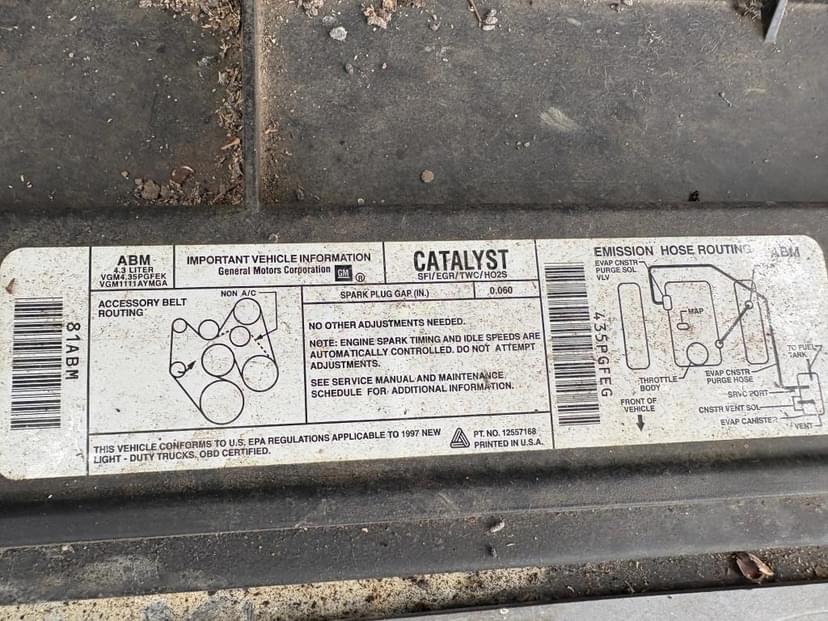 81ABM
ABM
4.3 LITER
VGM4.35PGFEK
VGM1111AYMGA
IMPORTANT VEHICLE INFORMATION
General Motors Corporation GM ®
CATALYST
SFI/EGR/TWC/HO2S
ACCESSORY BELT
ROUTING
NON A/C
SPARK PLUG GAP.(IN.) 0.060
NO OTHER ADJUSTMENTS NEEDED.
NOTE: ENGINE SPARK TIMING AND IDLE SPEEDS ARE
AUTOMATICALLY CONTROLLED. DO NOT ATTEMPT
ADJUSTMENTS.
SEE SERVICE MANUAL AND MAINTENANCE
SCHEDULE FOR ADDITIONAL INFORMATION.
THIS VEHICLE CONFORMS TO U.S. EPA REGULATIONS APPLICABLE TO 1997 NEW
LIGHT - DUTY TRUCKS. OBD CERTIFIED.
PT. NO. 12557168
PRINTED IN U.S.A.
435PGFEG
EMISSION HOSE ROUTING ABM
EVAP CNSTR
PURGE SOL
VLV
MAP
THROTTLE
BODY
EVAP CNSTR
PURGE HOSE
TO FUEL
TANK
SRVC PORT
CNSTR VENT SOL
EVAP CANISTER
VENT
FRONT OF
VEHICLE